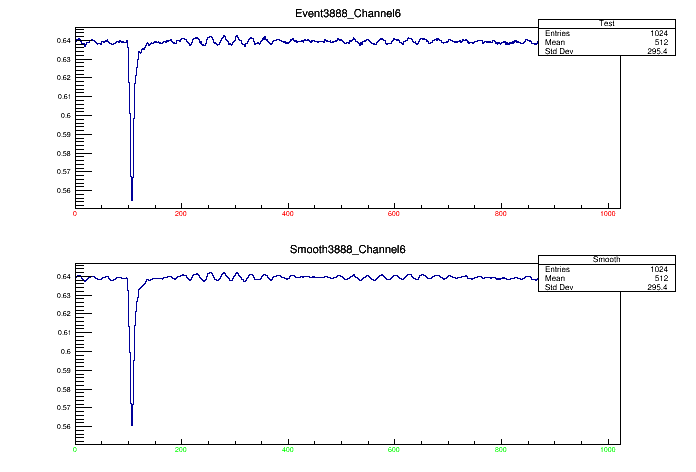 Event3888_Channel6
Test
Entries 1024
Mean 512
Std Dev 295.4
0.64
0.63
0.62
0.61
0.6
0.59
0.58
0.57
0.56
0 200 400 600 800 1000
Smooth3888_Channel6
Smooth
Entries 1024
Mean 512
Std Dev 295.4
0.64
0.63
0.62
0.61
0.6
0.59
0.58
0.57
0.56
0 200 400 600 800 1000